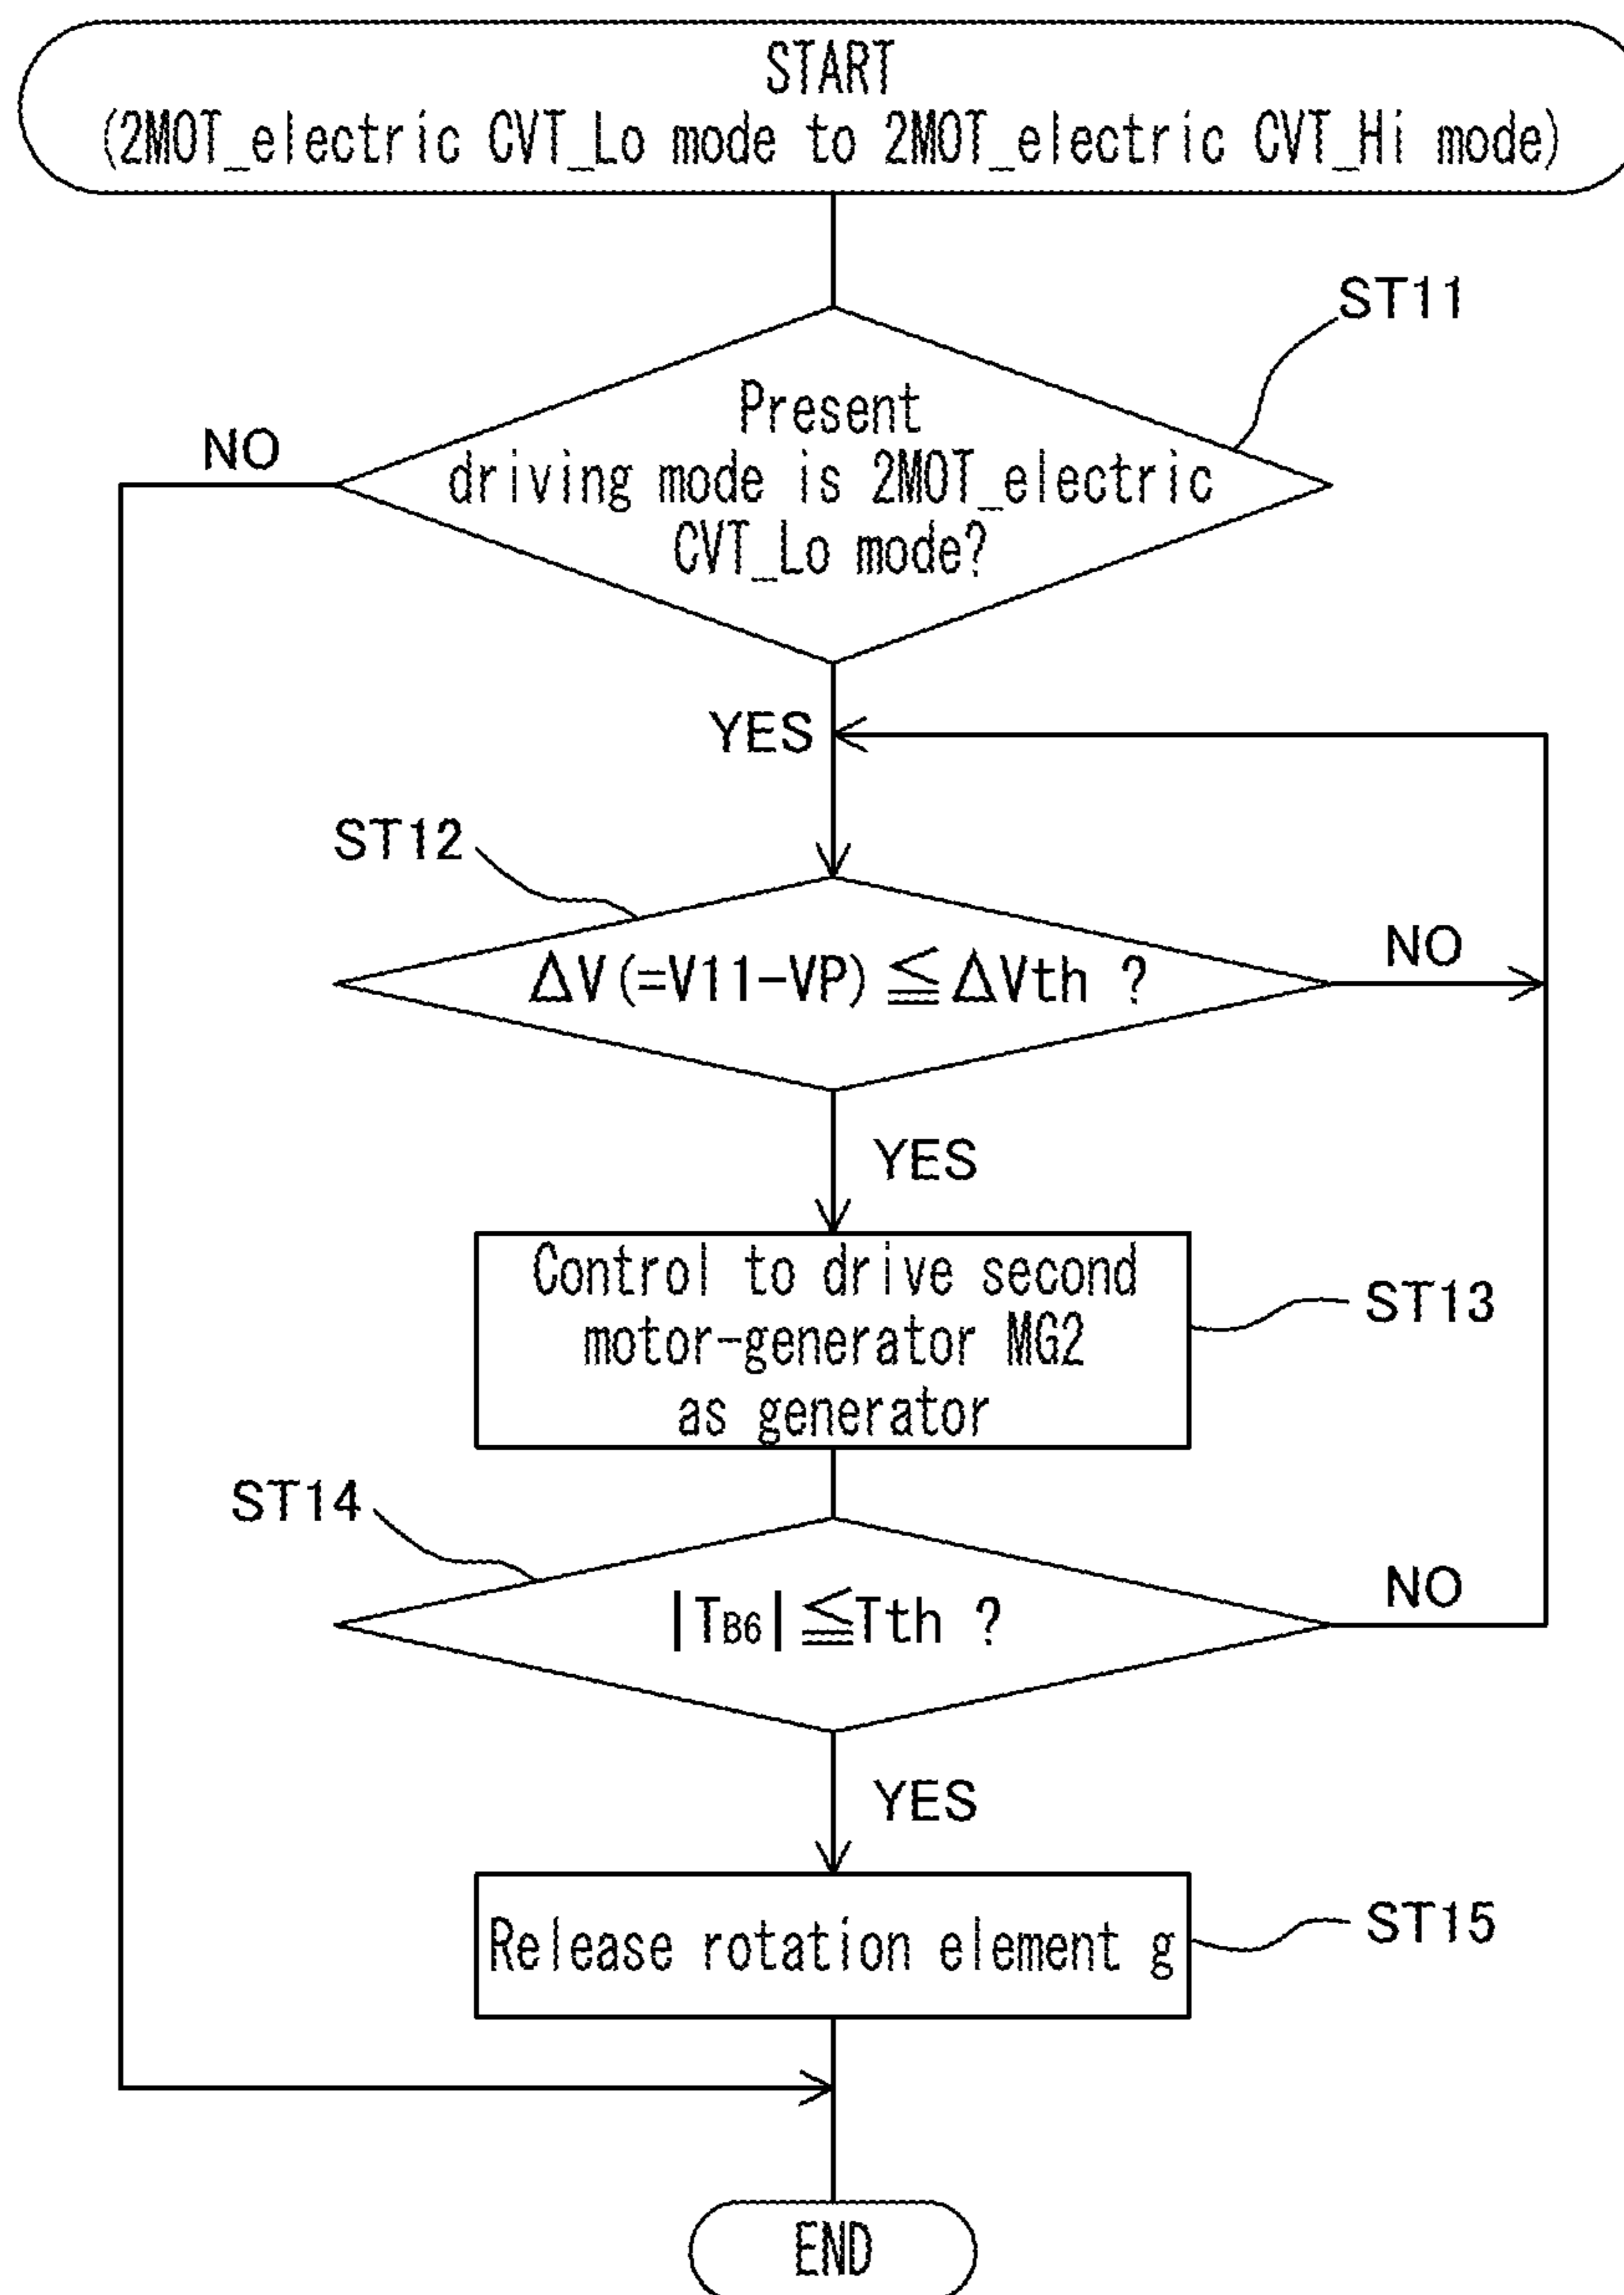 START
(2MOT_electric CVT_Lo mode to 2MOT_electric CVT_Hi mode)
ST11
Present
driving mode is 2MOT_electric
CVT_Lo mode?
NO
YES
ST12
ΔV(=V11-VP)≦ΔVth ?
NO
YES
Control to drive second
motor-generator MG2
as generator
ST13
ST14
|TB6|≦Tth ?
NO
YES
Release rotation element g
ST15
END